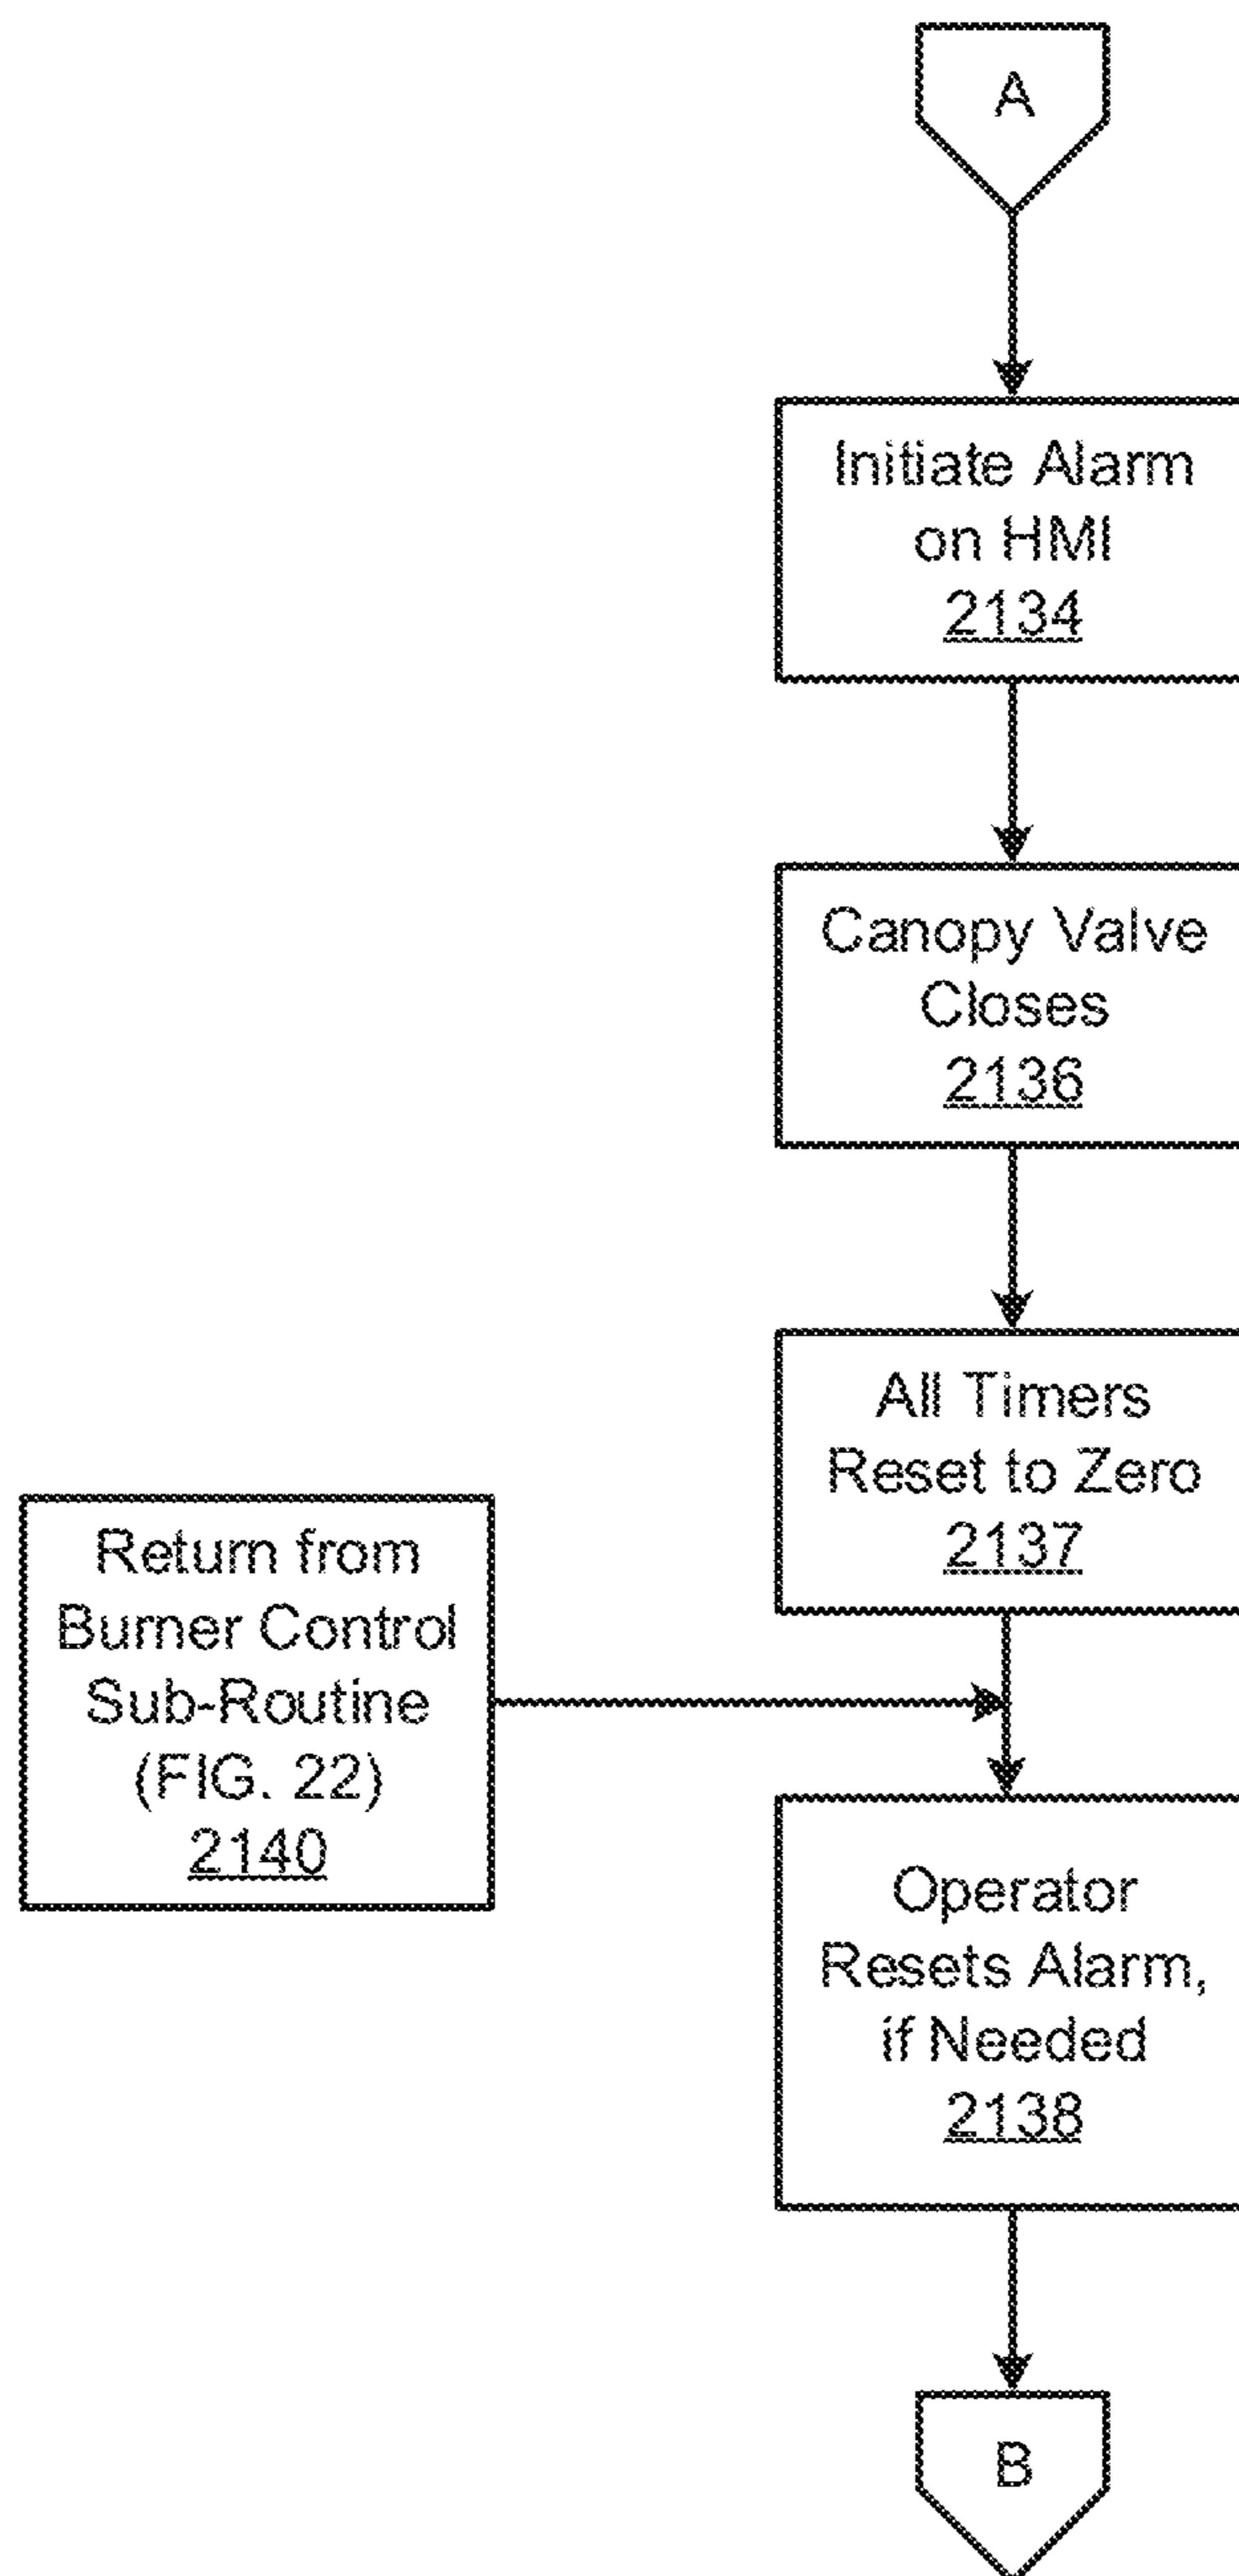 A
Initiate Alarm
on HMI
2134
Canopy Valve
Closes
2136
All Timers
Reset to Zero
2137
Return from
Burner Control
Sub-Routine
(FIG. 22)
2140
Operator
Resets Alarm,
if Needed
2138
B